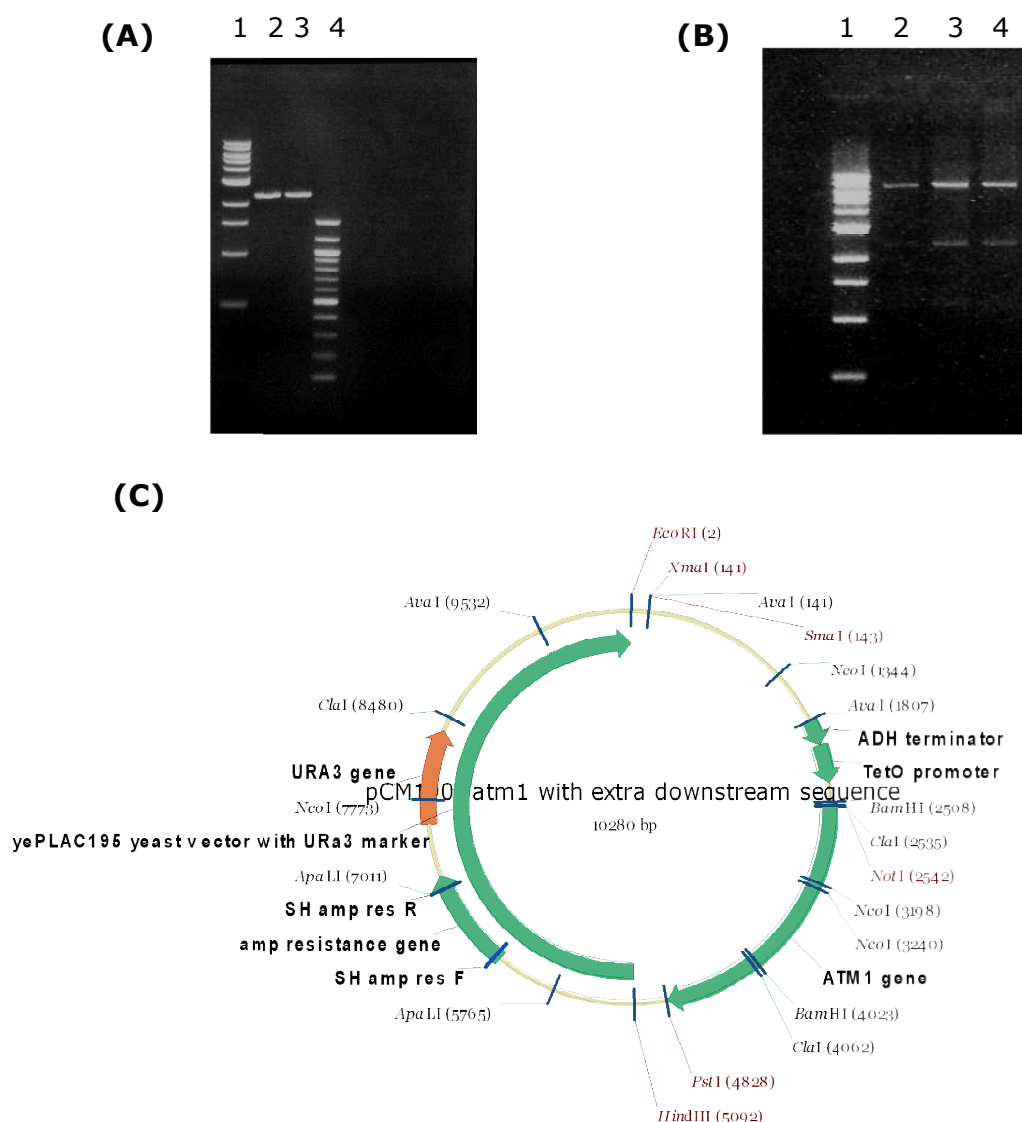 (A) 1 2 3 4
(B) 1 2 3 4
(C)
EcoRI (2)
XmaI (141)
AvaI (9532)
AvaI (141)
SmaI (143)
NcoI (1344)
ClaI (8480)
AvaI (1807)
ADH terminator
URA3 gene
TetO promoter
pCM190 atm1 with extra downstream sequence
NcoI (7773)
BamHI (2508)
10280 bp
yePLAC195 yeast vector with URa3 marker
ClaI (2535)
ApaLI (7011)
NotI (2542)
SH amp res R
NcoI (3198)
amp resistance gene
NcoI (3240)
SH amp res F
ATM1 gene
ApaLI (5765)
BamHI (4023)
ClaI (4062)
PstI (4828)
HindIII (5092)